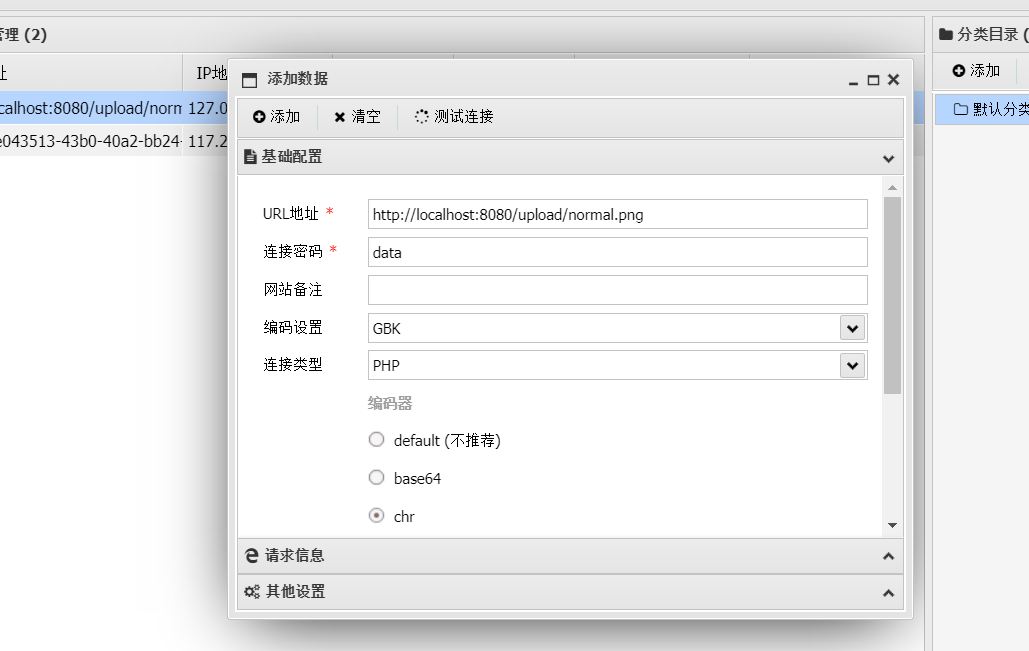 管理 (2)
分类目录 (
址
IP地
添加
calhost:8080/upload/norm
127.0
默认分类
e043513-43b0-40a2-bb24-
117.2
添加数据
添加
清空
测试连接
基础配置
URL地址 *
http://localhost:8080/upload/normal.png
连接密码 *
data
网站备注
编码设置
GBK
连接类型
PHP
编码器
default (不推荐)
base64
chr
请求信息
其他设置